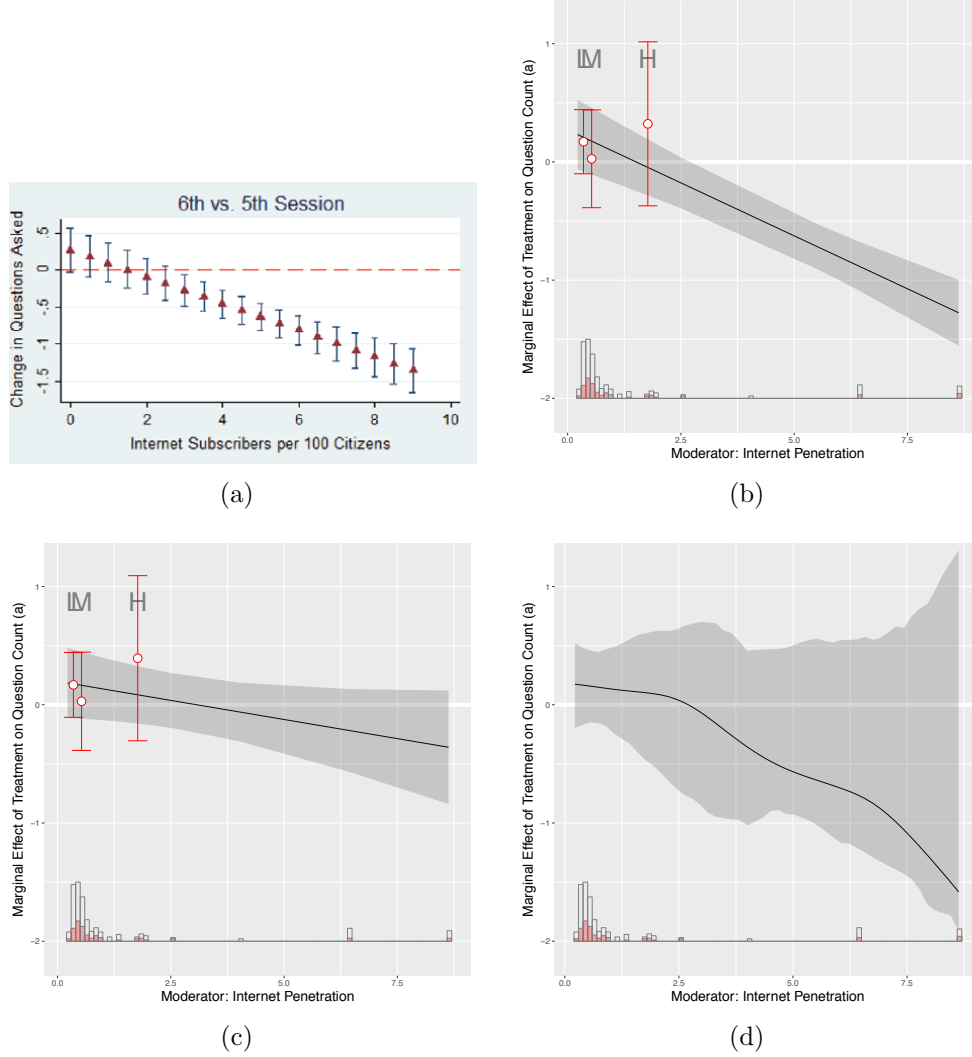 6th vs. 5th Session
Change in Questions Asked
.5
0
-.5
-1
-1.5
0 2 4 6 8 10
Internet Subscribers per 100 Citizens
(a)
Marginal Effect of Treatment on Question Count (a)
L M H
1
0
−1
−2
0.0 2.5 5.0 7.5
Moderator: Internet Penetration
(b)
Marginal Effect of Treatment on Question Count (a)
L M H
1
0
−1
−2
0.0 2.5 5.0 7.5
Moderator: Internet Penetration
(c)
Marginal Effect of Treatment on Question Count (a)
1
0
−1
−2
0.0 2.5 5.0 7.5
Moderator: Internet Penetration
(d)